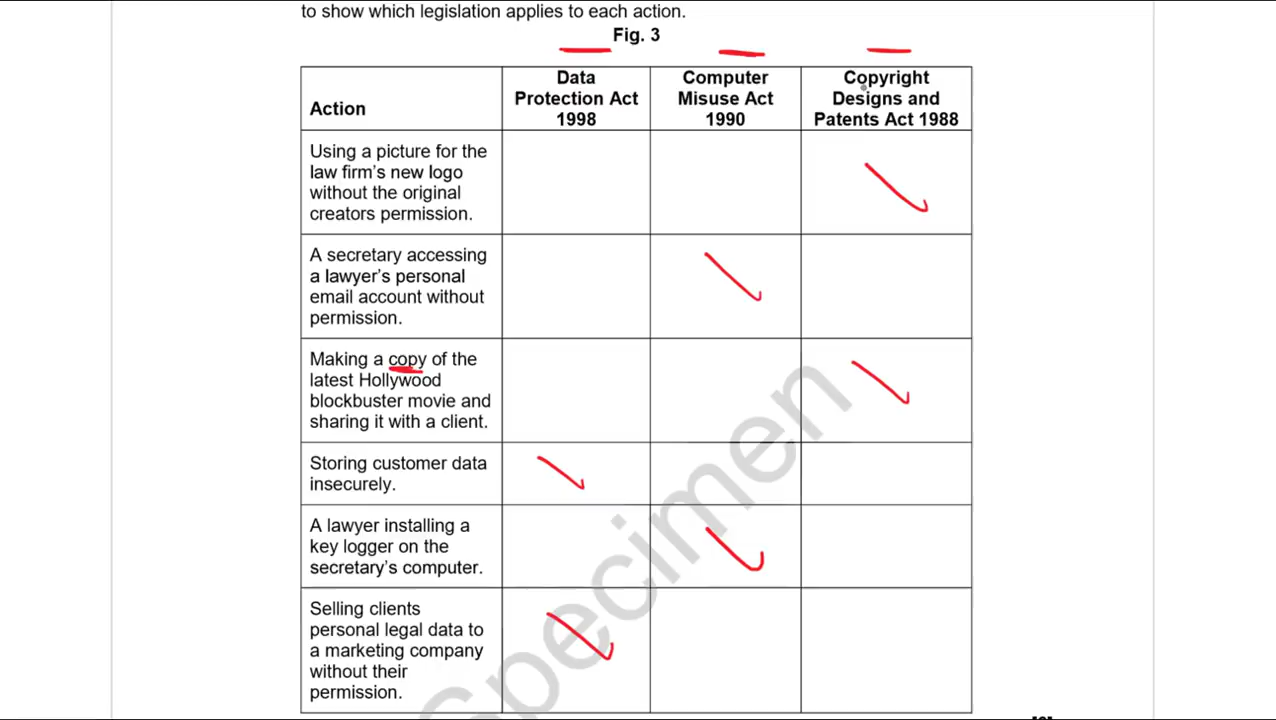 to show which legislation applies to each action.
Fig. 3
Action
Data
Protection Act
1998
Computer
Misuse Act
1990
Copyright
Designs and
Patents Act 1988
Using a picture for the
law firm's new logo
without the original
creators permission.
A secretary accessing
a lawyer's personal
email account without
permission.
Making a copy of the
latest Hollywood
blockbuster movie and
sharing it with a client.
Storing customer data
insecurely.
A lawyer installing a
key logger on the
secretary's computer.
Selling clients
personal legal data to
a marketing company
without their
permission.
Specimen